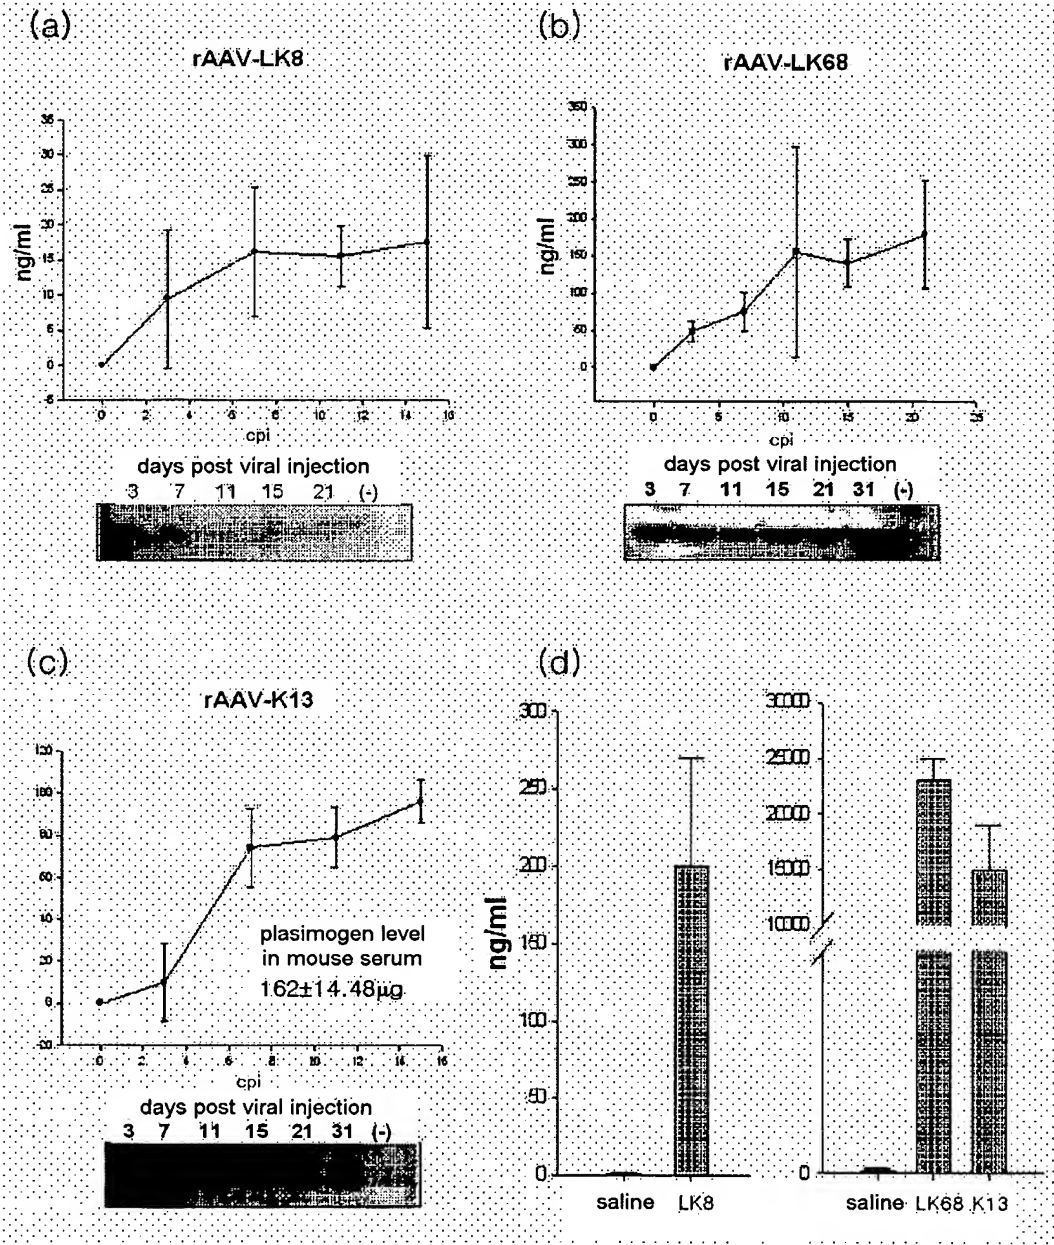 (a)
rAAV-LK8
35
30
25
20
15
10
5
0
-5
ng/ml
0 2 4 6 8 10 12 14 16
cpi
days post viral injection
3 7 11 15 21 (-)
(b)
rAAV-LK68
350
300
250
200
150
100
50
0
ng/ml
0 5 10 15 20 25
cpi
days post viral injection
3 7 11 15 21 31 (-)
(c)
rAAV-K13
120
100
80
60
40
20
0
-20
plasimogen level
in mouse serum
162±14.48μg
0 2 4 6 8 10 12 14 16
cpi
days post viral injection
3 7 11 15 21 31 (-)
(d)
300
250
200
150
100
50
0
ng/ml
saline LK8
30000
25000
20000
15000
10000
0
saline LK68 K13